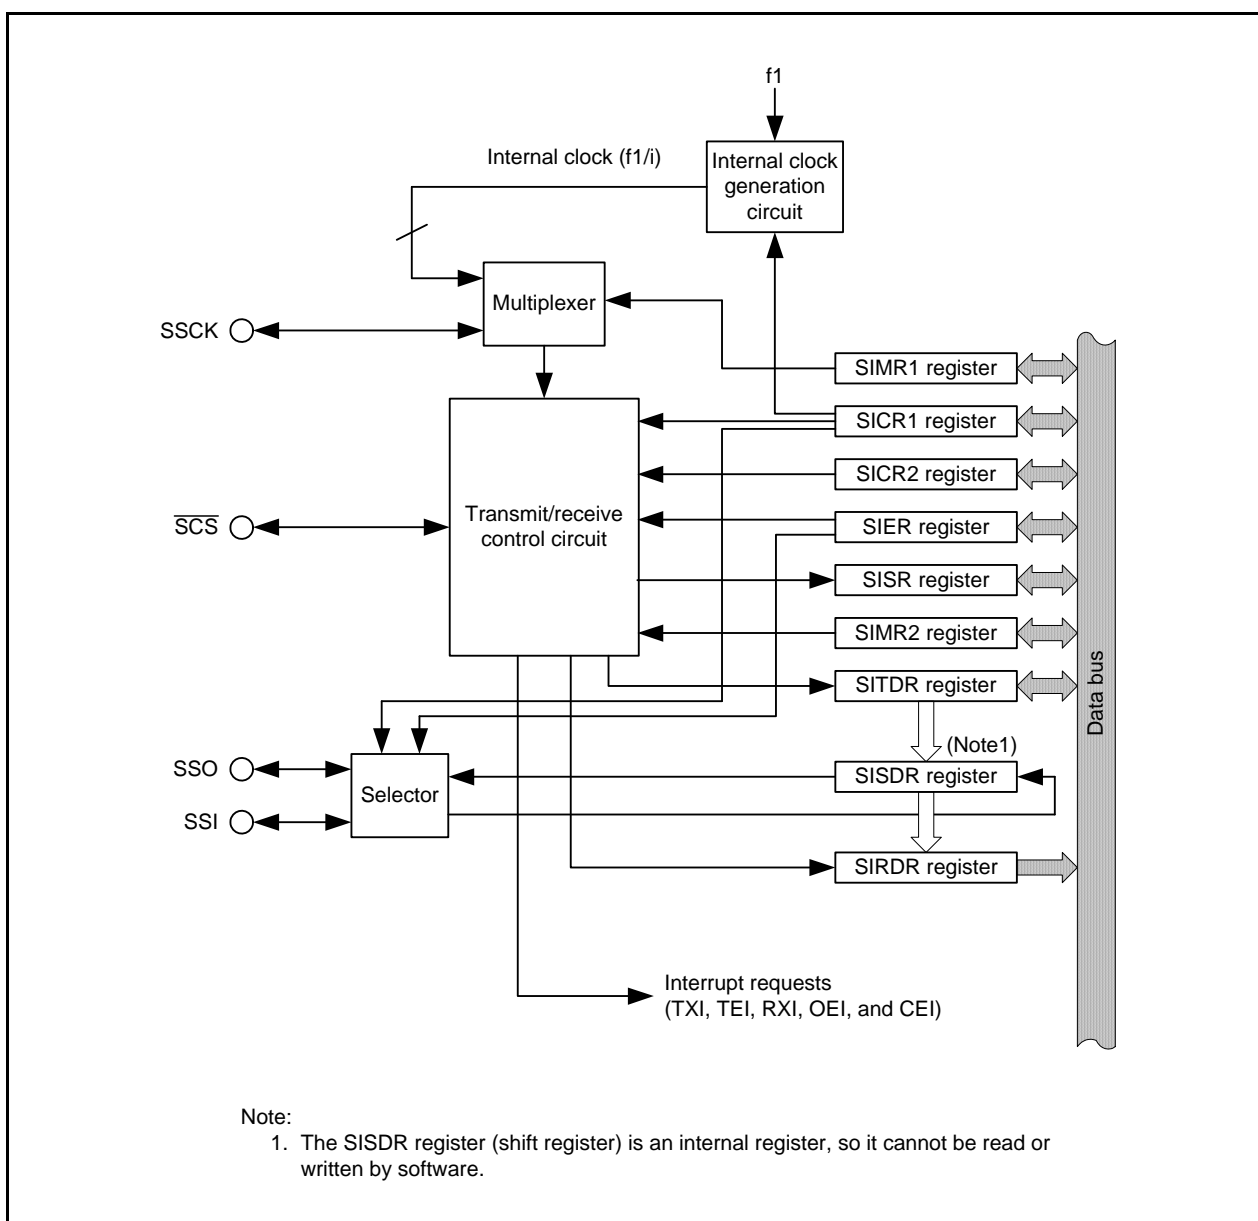 f1
Internal clock (f1/i)
Internal clock
generation
circuit
Multiplexer
SSCK
SIMR1 register
SICR1 register
SICR2 register
SCS
Transmit/receive
control circuit
SIER register
SISR register
SIMR2 register
SITDR register
Data bus
(Note1)
SSO
SISDR register
Selector
SSI
SIRDR register
Interrupt requests
(TXI, TEI, RXI, OEI, and CEI)
Note:
1. The SISDR register (shift register) is an internal register, so it cannot be read or
written by software.